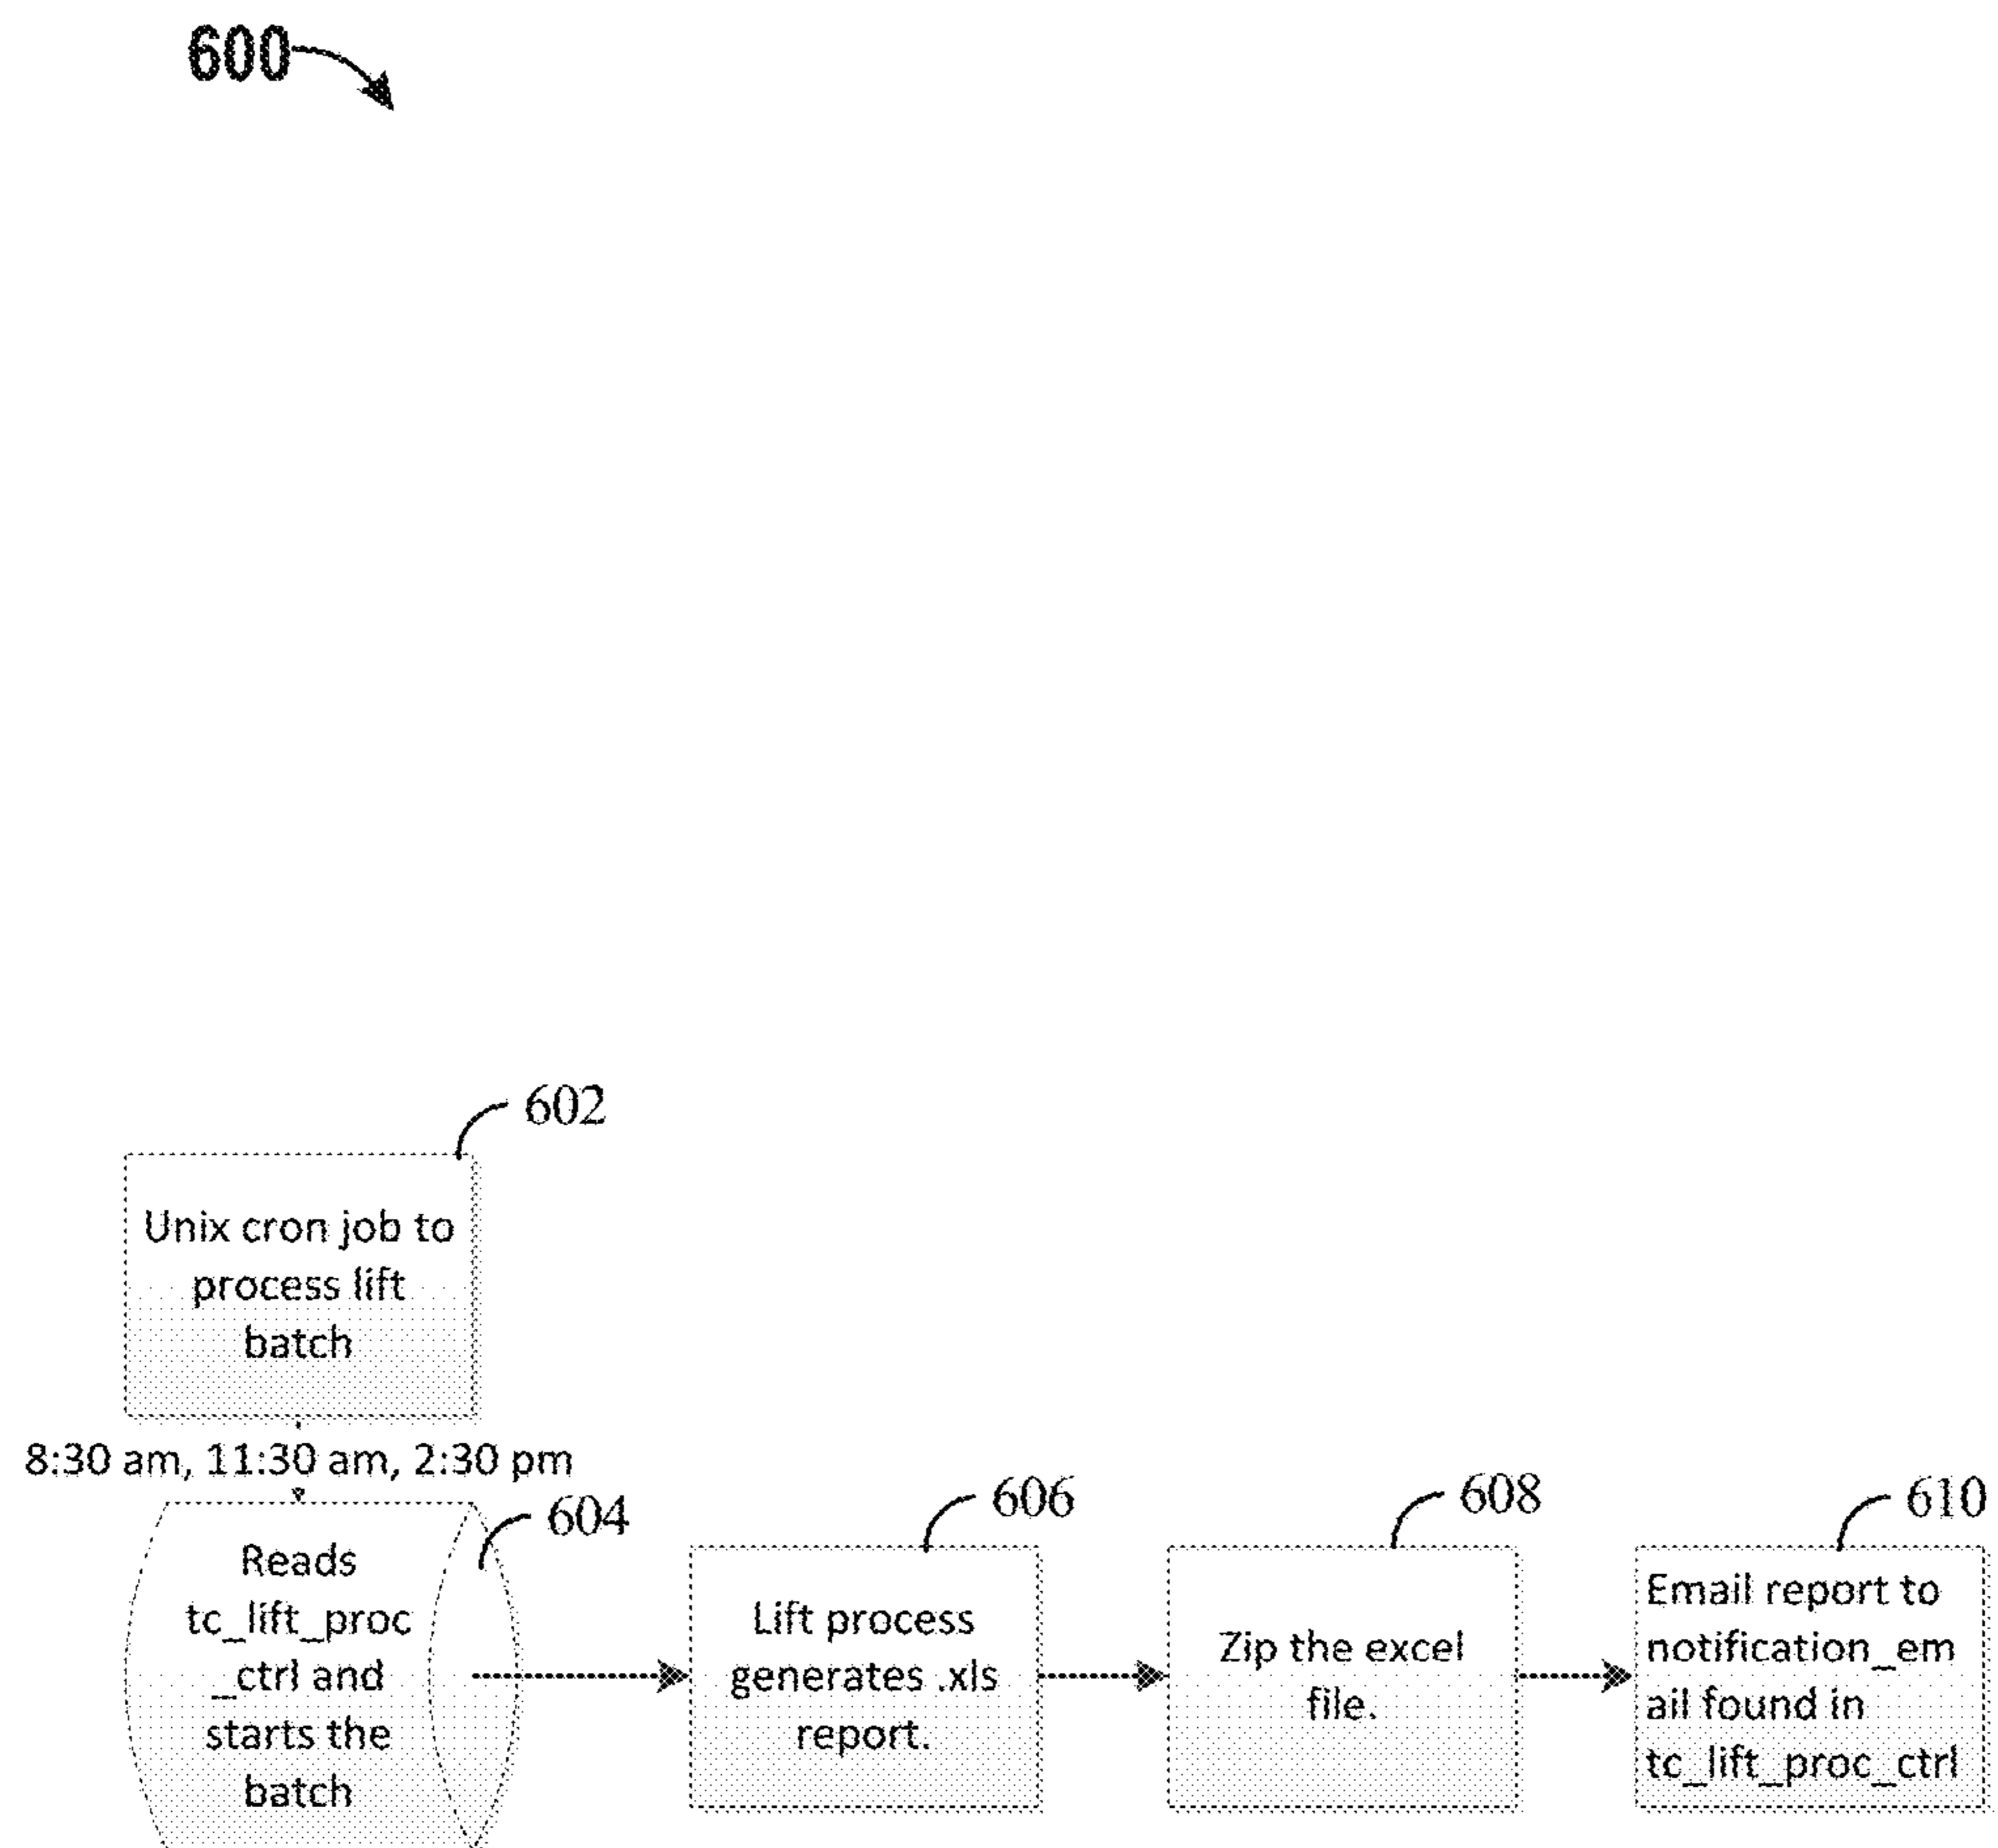 600
602
Unix cron job to
process lift
batch
8:30 am, 11:30 am, 2:30 pm
604
Reads
tc_lift_proc
_ctrl and
starts the
batch
606
Lift process
generates .xls
report.
608
Zip the excel
file.
610
Email report to
notification_em
ail found in
tc_lift_proc_ctrl